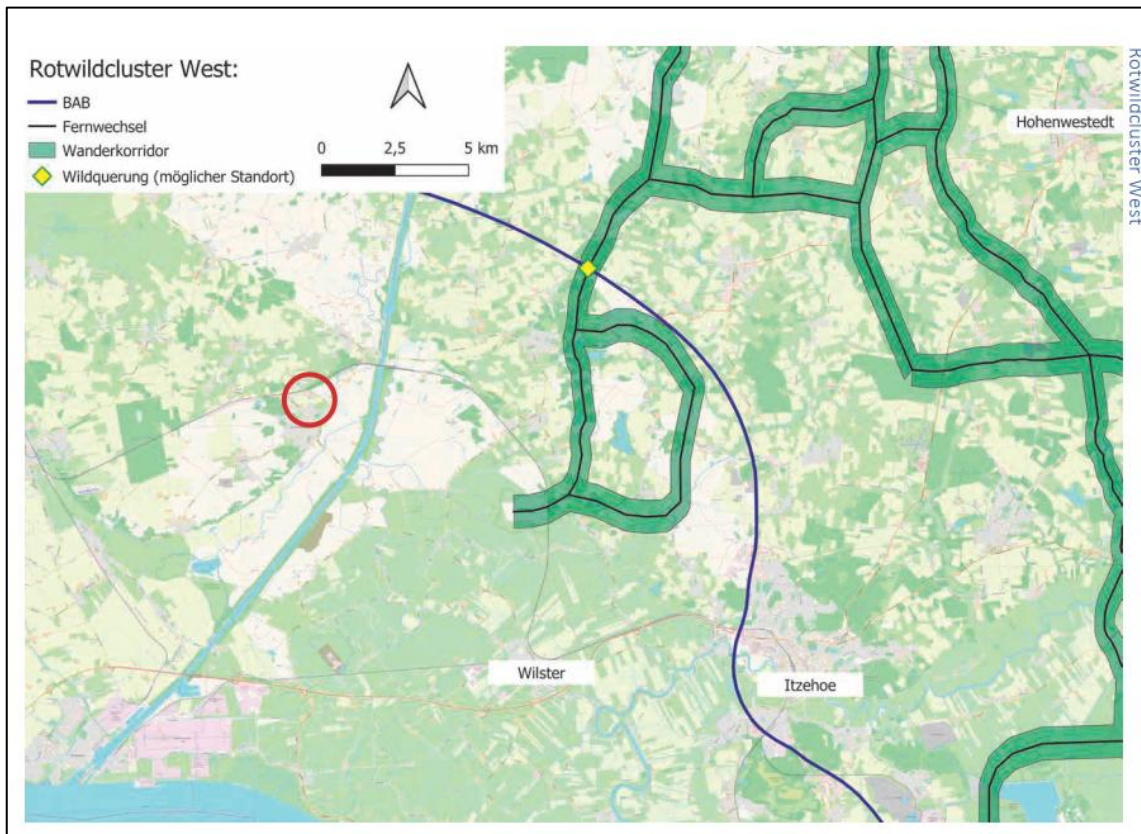 Rotwildcluster West:
BAB
Fernwechsel
Wanderkorridor
Wildquerung (möglicher Standort)
0 2,5 5 km
Hohenwestedt
Rotwildcluster West
Wilster
Itzehoe